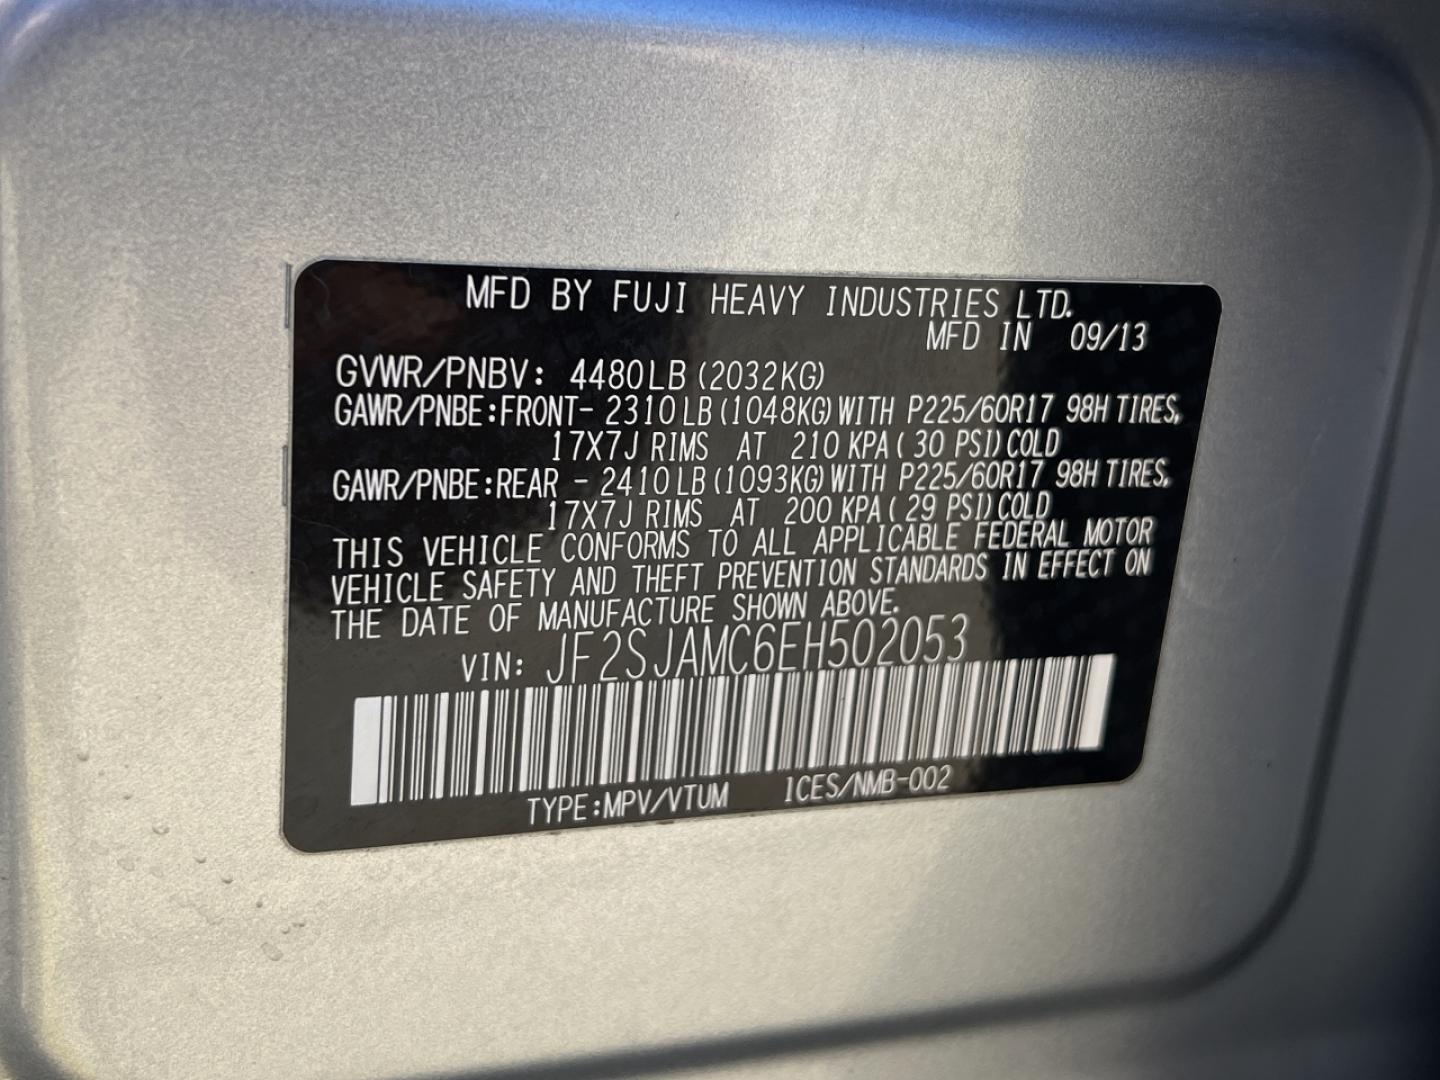 MFD BY FUJI HEAVY INDUSTRIES LTD.
MFD IN 09/13
GVWR/PNBV: 4480LB (2032KG)
GAWR/PNBE:FRONT- 2310 LB (1048KG) WITH P225/60R17 98H TIRES,
17X7J RIMS AT 210 KPA ( 30 PSI) COLD
GAWR/PNBE:REAR - 2410 LB (1093KG) WITH P225/60R17 98H TIRES,
17X7J RIMS AT 200 KPA ( 29 PSI) COLD
THIS VEHICLE CONFORMS TO ALL APPLICABLE FEDERAL MOTOR
VEHICLE SAFETY AND THEFT PREVENTION STANDARDS IN EFFECT ON
THE DATE OF MANUFACTURE SHOWN ABOVE.
VIN: JF2SJAMC6EH502053
TYPE:MPV/VTUM ICES/NMB-002